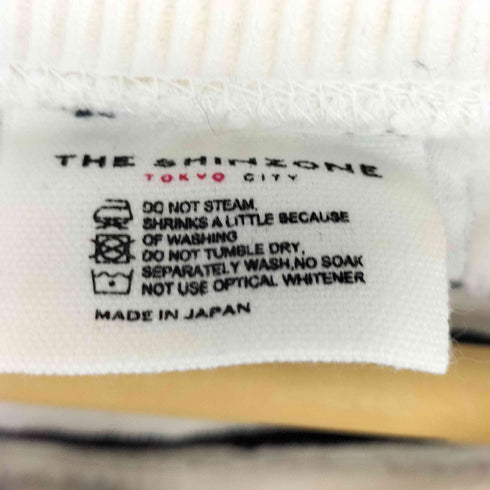 THE SHINZONE
TOKYO CITY
DO NOT STEAM.
SHRINKS A LITTLE BECAUSE
OF WASHING
DO NOT TUMBLE DRY,
SEPARATELY WASH,NO SOAK
NOT USE OPTICAL WHITENER
MADE IN JAPAN